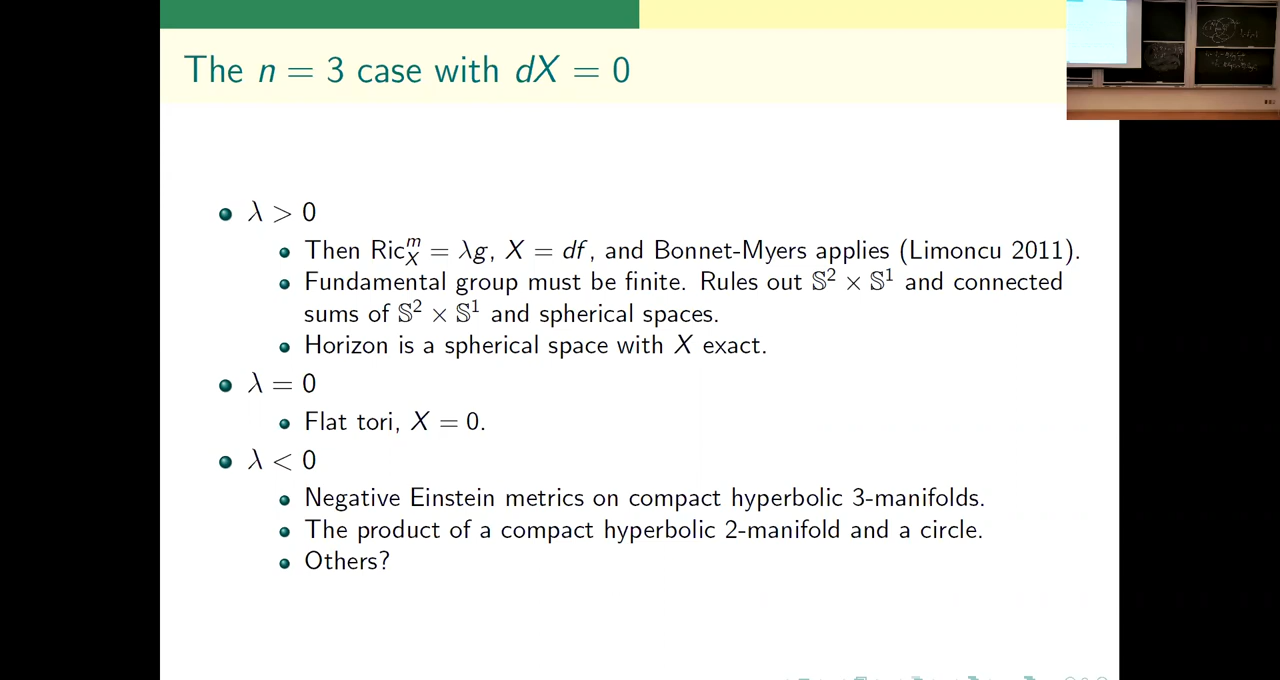 The n = 3 case with dX = 0
λ > 0
Then Ric_X^m = λg, X = df, and Bonnet-Myers applies (Limoncu 2011).
Fundamental group must be finite. Rules out 𝕊² × 𝕊¹ and connected
sums of 𝕊² × 𝕊¹ and spherical spaces.
Horizon is a spherical space with X exact.
λ = 0
Flat tori, X = 0.
λ < 0
Negative Einstein metrics on compact hyperbolic 3-manifolds.
The product of a compact hyperbolic 2-manifold and a circle.
Others?